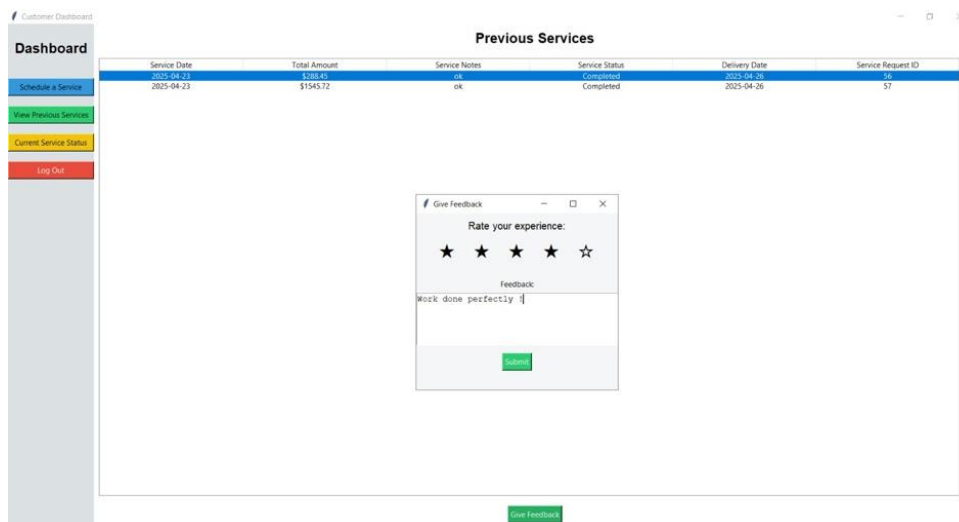 Customer Dashboard
Dashboard
Schedule a Service
View Previous Services
Current Service Status
Log Out
Previous Services
Service Date Total Amount Service Notes Service Status Delivery Date Service Request ID
2025-04-23 $288.45 ok Completed 2025-04-26 56
2025-04-23 $1545.72 ok Completed 2025-04-26 57
Give Feedback
Rate your experience:
★ ★ ★ ★ ☆
Feedback:
Work done perfectly !
Submit
Give Feedback